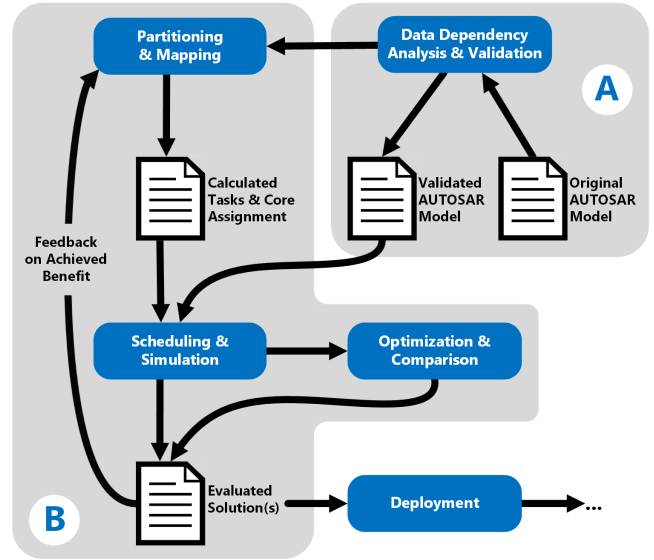 Partitioning
& Mapping
Data Dependency
Analysis & Validation
A
Calculated
Tasks & Core
Assignment
Validated
AUTOSAR
Model
Original
AUTOSAR
Model
Feedback
on Achieved
Benefit
Scheduling &
Simulation
Optimization &
Comparison
B
Evaluated
Solution(s)
Deployment
...